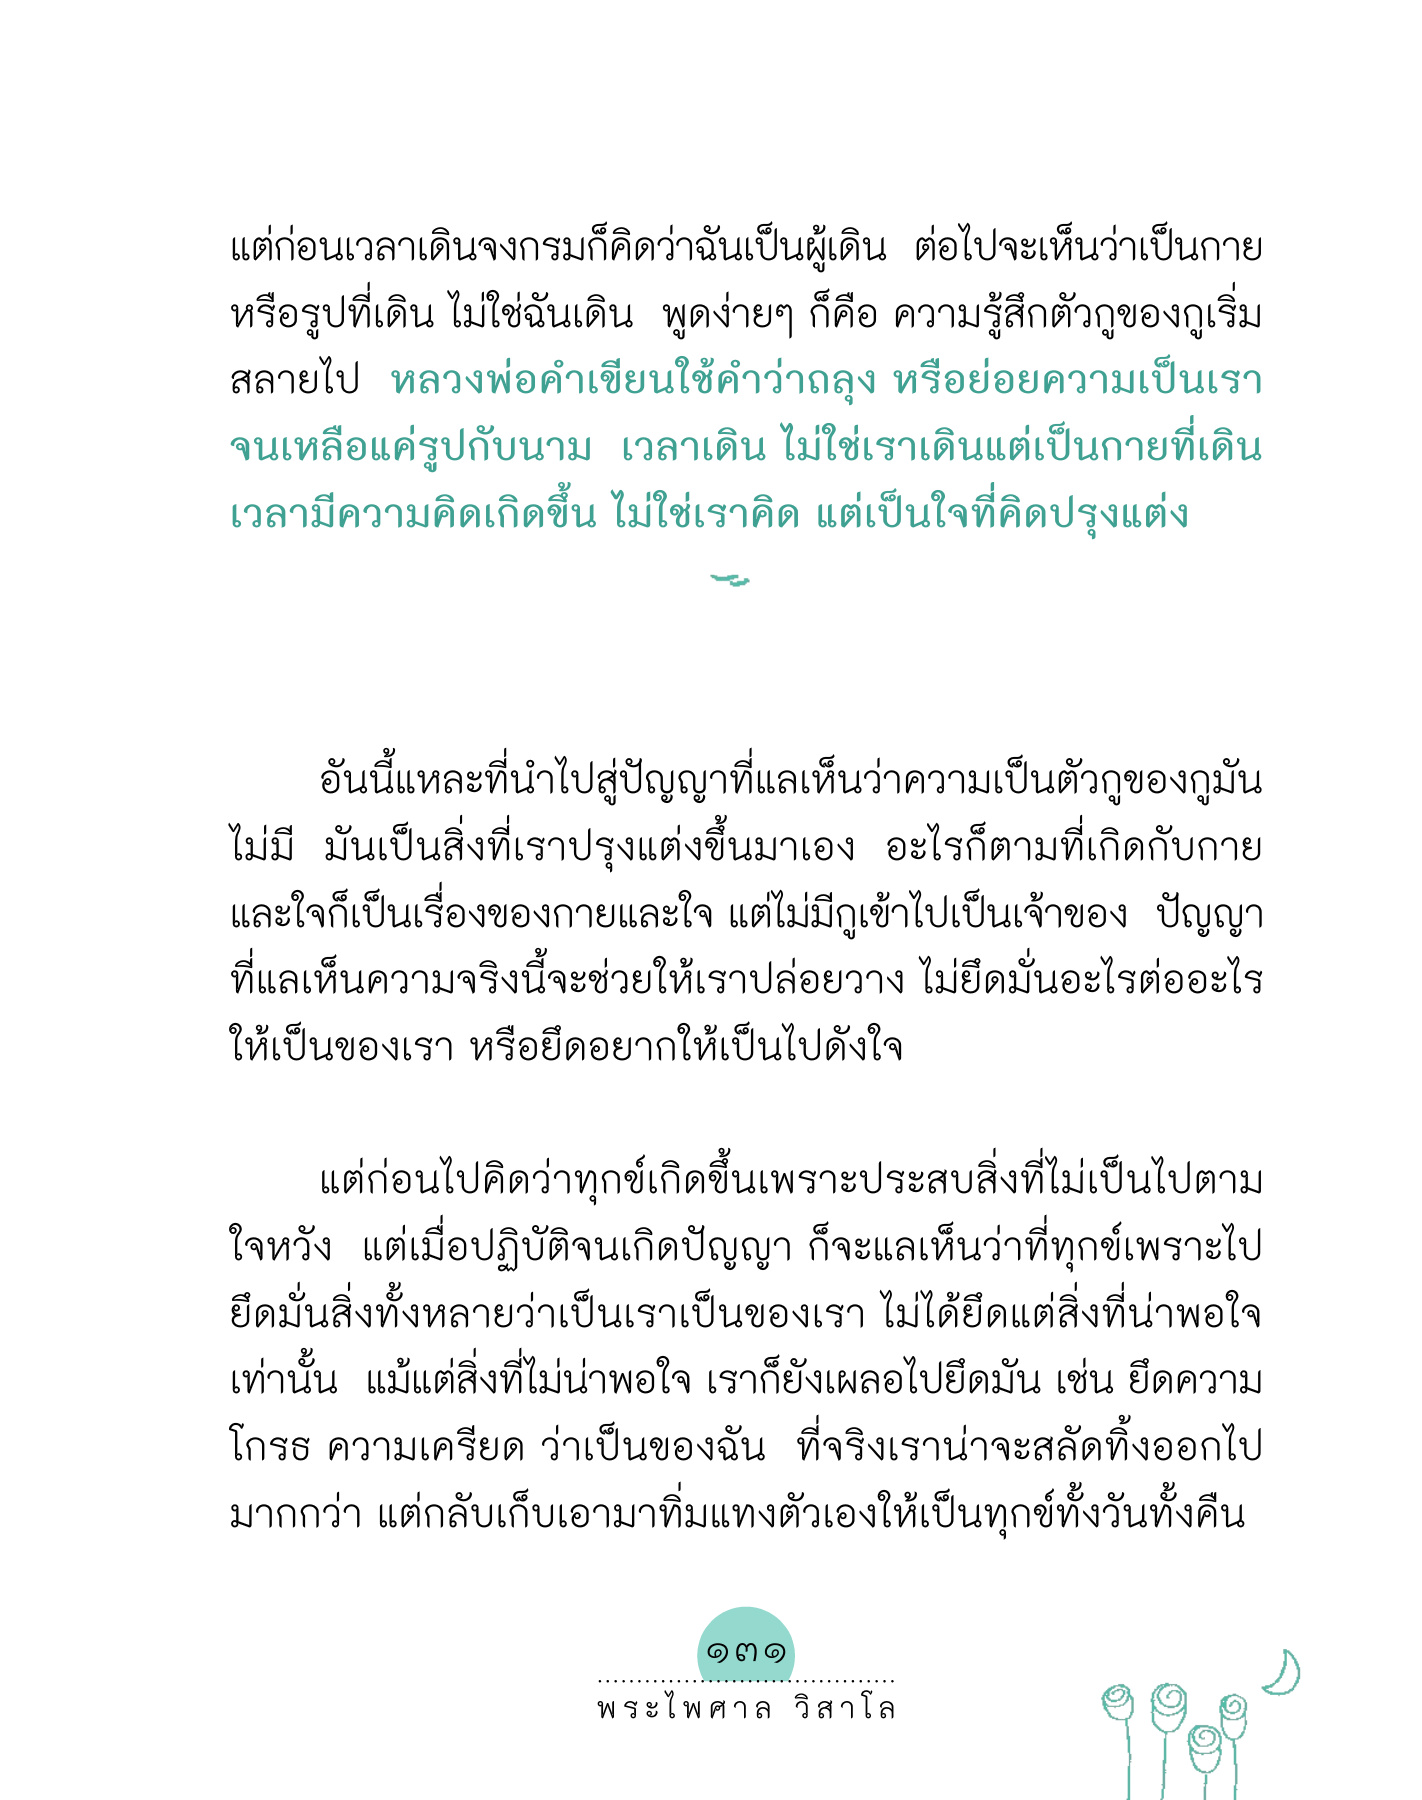 แต่ก่อนเวลาเดินจงกรมก็คิดว่าฉันเป็นผู้เดิน ต่อไปจะเห็นว่าเป็นกาย
หรือรูปที่เดิน ไม่ใช่ฉันเดิน พูดง่ายๆ ก็คือ ความรู้สึกตัวกูของกูเริ่ม
สลายไป หลวงพ่อคำเขียนใช้คำว่าถลุง หรือย่อยความเป็นเรา
จนเหลือแค่รูปกับนาม เวลาเดิน ไม่ใช่เราเดินแต่เป็นกายที่เดิน
เวลามีความคิดเกิดขึ้น ไม่ใช่เราคิด แต่เป็นใจที่คิดปรุงแต่ง
อันนี้แหละที่นำไปสู่ปัญญาที่แลเห็นว่าความเป็นตัวกูของกูมัน
ไม่มี มันเป็นสิ่งที่เราปรุงแต่งขึ้นมาเอง อะไรก็ตามที่เกิดกับกาย
และใจก็เป็นเรื่องของกายและใจ แต่ไม่มีกูเข้าไปเป็นเจ้าของ ปัญญา
ที่แลเห็นความจริงนี้จะช่วยให้เราปล่อยวาง ไม่ยึดมั่นอะไรต่ออะไร
ให้เป็นของเรา หรือยึดอยากให้เป็นไปดังใจ
แต่ก่อนไปคิดว่าทุกข์เกิดขึ้นเพราะประสบสิ่งที่ไม่เป็นไปตาม
ใจหวัง แต่เมื่อปฏิบัติจนเกิดปัญญา ก็จะแลเห็นว่าที่ทุกข์เพราะไป
ยึดมั่นสิ่งทั้งหลายว่าเป็นเราเป็นของเรา ไม่ได้ยึดแต่สิ่งที่น่าพอใจ
เท่านั้น แม้แต่สิ่งที่ไม่น่าพอใจ เราก็ยังเผลอไปยึดมัน เช่น ยึดความ
โกรธ ความเครียด ว่าเป็นของฉัน ที่จริงเราน่าจะสลัดทิ้งออกไป
มากกว่า แต่กลับเก็บเอามาทิ่มแทงตัวเองให้เป็นทุกข์ทั้งวันทั้งคืน
๑๓๑
พระไพศาล วิสาโล